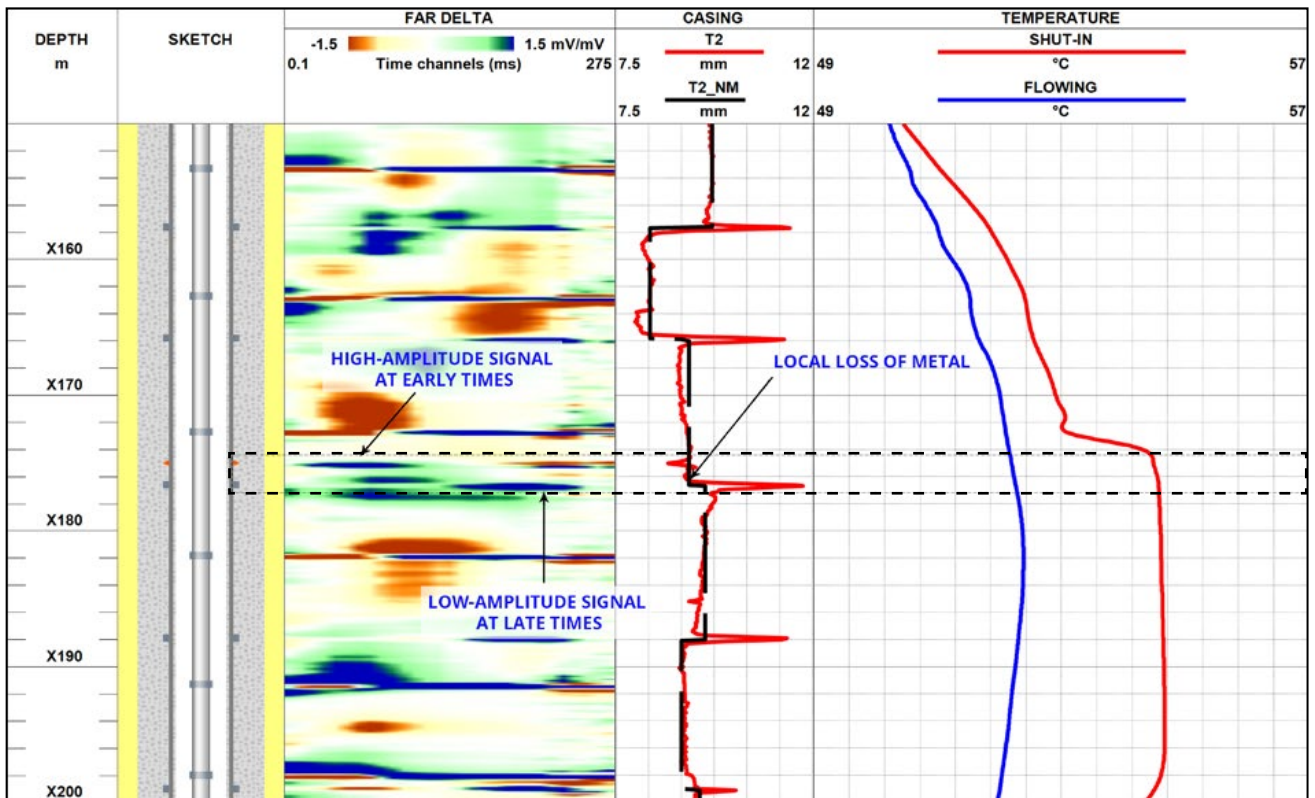 FAR DELTA
CASING
TEMPERATURE
DEPTH
m
SKETCH
-1.5
1.5 mV/mV
0.1
Time channels (ms)
275
T2
7.5
mm
12
T2_NM
7.5
mm
12
SHUT-IN
49
°C
57
FLOWING
49
°C
57
X160
X170
X180
X190
X200
HIGH-AMPLITUDE SIGNAL
AT EARLY TIMES
LOCAL LOSS OF METAL
LOW-AMPLITUDE SIGNAL
AT LATE TIMES